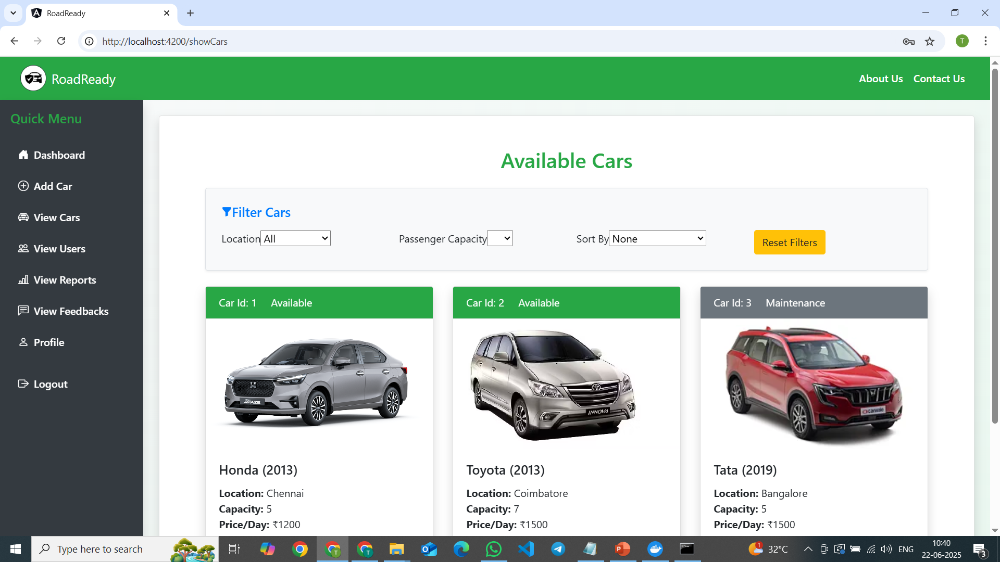 RoadReady
http://localhost:4200/showCars
T
RoadReady
About Us Contact Us
Quick Menu
Dashboard
Add Car
View Cars
View Users
View Reports
View Feedbacks
Profile
Logout
Available Cars
Filter Cars
Location All
Passenger Capacity
Sort By None
Reset Filters
Car Id: 1 Available
AMAZE
Honda (2013)
Location: Chennai
Capacity: 5
Price/Day: ₹1200
Car Id: 2 Available
INNOVA
Toyota (2013)
Location: Coimbatore
Capacity: 7
Price/Day: ₹1500
Car Id: 3 Maintenance
carwale
Tata (2019)
Location: Bangalore
Capacity: 5
Price/Day: ₹1500
Type here to search
T
T
1
32°C
ENG
10:40
22-06-2025
3